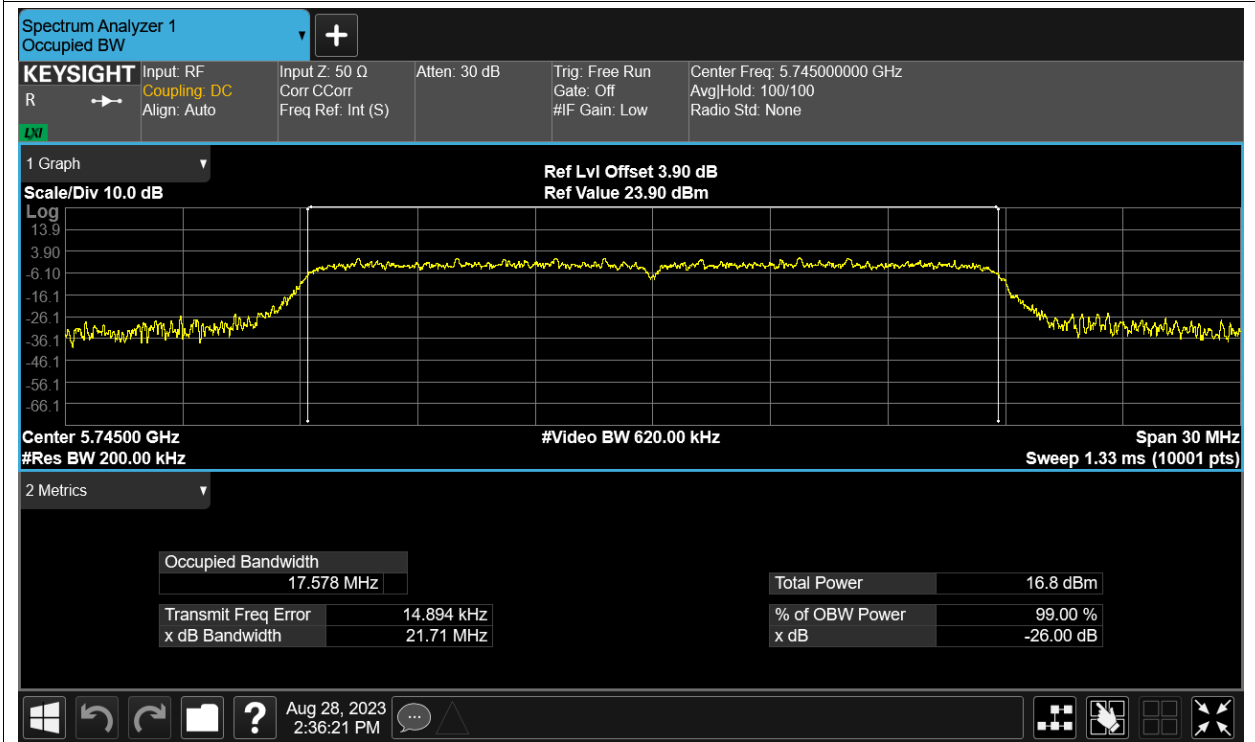 Spectrum Analyzer 1
Occupied BW
KEYSIGHT
R
LXI
Input: RF
Coupling: DC
Align: Auto
Input Z: 50 Ω
Corr CCorr
Freq Ref: Int (S)
Atten: 30 dB
Trig: Free Run
Gate: Off
#IF Gain: Low
Center Freq: 5.745000000 GHz
Avg|Hold: 100/100
Radio Std: None
1 Graph
Scale/Div 10.0 dB
Ref Lvl Offset 3.90 dB
Ref Value 23.90 dBm
Log
13.9
3.90
-6.10
-16.1
-26.1
-36.1
-46.1
-56.1
-66.1
Center 5.74500 GHz
#Video BW 620.00 kHz
Span 30 MHz
#Res BW 200.00 kHz
Sweep 1.33 ms (10001 pts)
2 Metrics
Occupied Bandwidth
17.578 MHz
Transmit Freq Error 14.894 kHz
x dB Bandwidth 21.71 MHz
Total Power 16.8 dBm
% of OBW Power 99.00 %
x dB -26.00 dB
?
Aug 28, 2023
2:36:21 PM